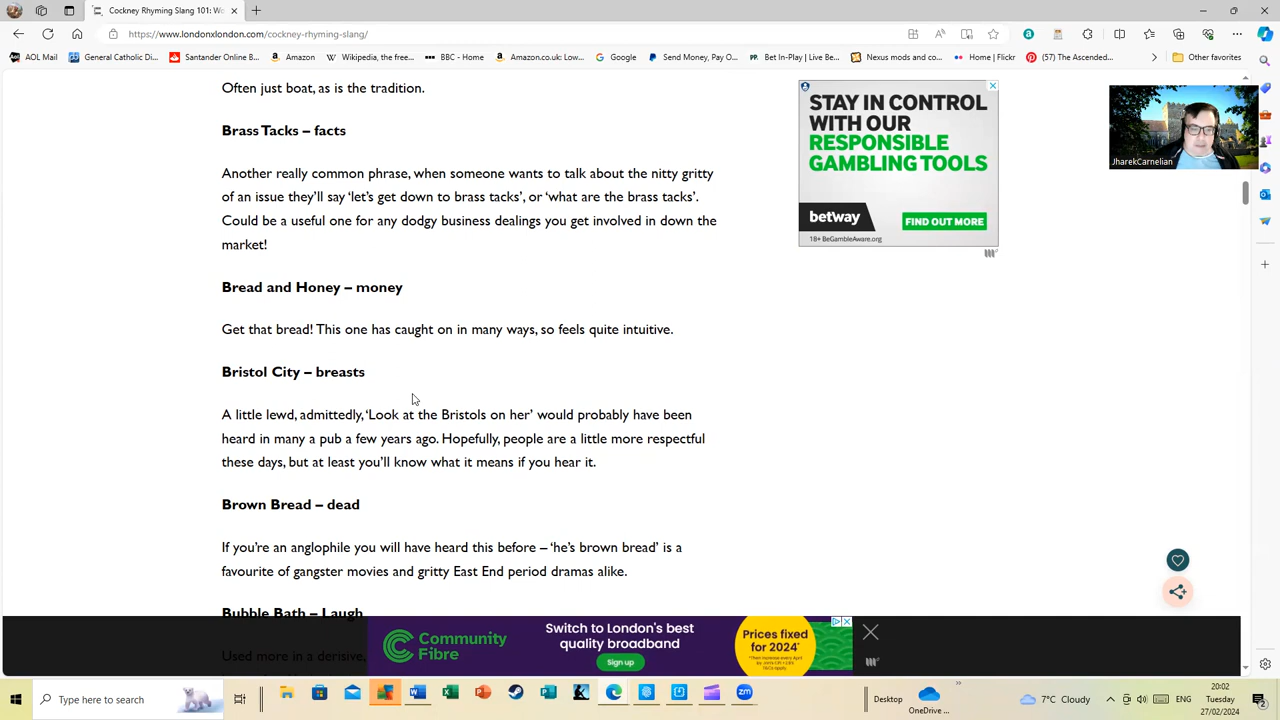 Cockney Rhyming Slang 101: Wo
https://www.londonxlondon.com/cockney-rhyming-slang/
AOL Mail
General Catholic Di...
Santander Online B...
Amazon
Wikipedia, the free...
BBC - Home
Amazon.co.uk: Low...
Google
Send Money, Pay O...
Bet In-Play | Live Be...
Nexus mods and co...
Home | Flickr
(57) The Ascended...
Other favorites
Often just boat, as is the tradition.
Brass Tacks – facts
Another really common phrase, when someone wants to talk about the nitty gritty
of an issue they'll say 'let's get down to brass tacks', or 'what are the brass tacks'.
Could be a useful one for any dodgy business dealings you get involved in down the
market!
Bread and Honey – money
Get that bread! This one has caught on in many ways, so feels quite intuitive.
Bristol City – breasts
A little lewd, admittedly, 'Look at the Bristols on her' would probably have been
heard in many a pub a few years ago. Hopefully, people are a little more respectful
these days, but at least you'll know what it means if you hear it.
Brown Bread – dead
If you're an anglophile you will have heard this before – 'he's brown bread' is a
favourite of gangster movies and gritty East End period dramas alike.
Bubble Bath – Laugh
Used more in a derisive,
STAY IN CONTROL
WITH OUR
RESPONSIBLE
GAMBLING TOOLS
betway
FIND OUT MORE
18+ BeGambleAware.org
JharekCarnelian
Community
Fibre
Switch to London's best
quality broadband
Sign up
Prices fixed
for 2024*
Type here to search
Desktop
OneDrive ...
7°C Cloudy
ENG
20:02
Tuesday
27/02/2024